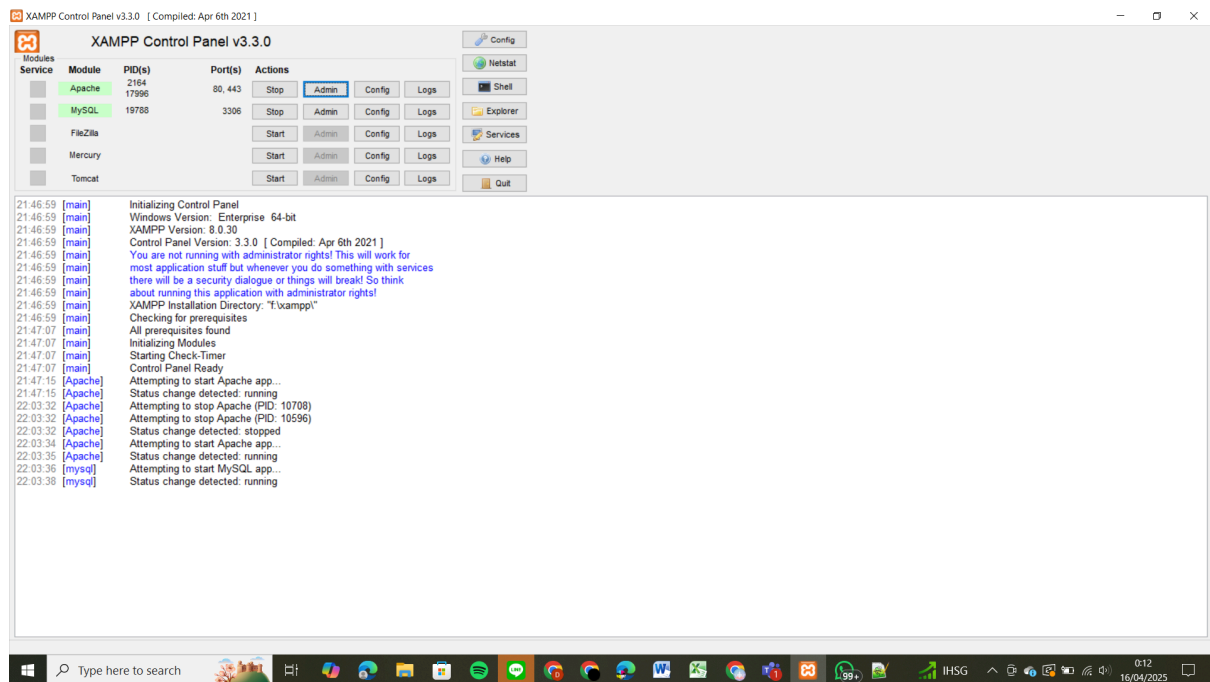 XAMPP Control Panel v3.3.0 [ Compiled: Apr 6th 2021 ]
XAMPP Control Panel v3.3.0
Modules
Service Module PID(s) Port(s) Actions
Apache 2164 17996 80, 443 Stop Admin Config Logs
MySQL 19788 3306 Stop Admin Config Logs
FileZilla Start Admin Config Logs
Mercury Start Admin Config Logs
Tomcat Start Admin Config Logs
Config
Netstat
Shell
Explorer
Services
Help
Quit
21:46:59 [main] Initializing Control Panel
21:46:59 [main] Windows Version: Enterprise 64-bit
21:46:59 [main] XAMPP Version: 8.0.30
21:46:59 [main] Control Panel Version: 3.3.0 [ Compiled: Apr 6th 2021 ]
21:46:59 [main] You are not running with administrator rights! This will work for
21:46:59 [main] most application stuff but whenever you do something with services
21:46:59 [main] there will be a security dialogue or things will break! So think
21:46:59 [main] about running this application with administrator rights!
21:46:59 [main] XAMPP Installation Directory: "f:\xampp\"
21:46:59 [main] Checking for prerequisites
21:47:07 [main] All prerequisites found
21:47:07 [main] Initializing Modules
21:47:07 [main] Starting Check-Timer
21:47:07 [main] Control Panel Ready
21:47:15 [Apache] Attempting to start Apache app...
21:47:15 [Apache] Status change detected: running
22:03:32 [Apache] Attempting to stop Apache (PID: 10708)
22:03:32 [Apache] Attempting to stop Apache (PID: 10596)
22:03:32 [Apache] Status change detected: stopped
22:03:34 [Apache] Attempting to start Apache app...
22:03:35 [Apache] Status change detected: running
22:03:36 [mysql] Attempting to start MySQL app...
22:03:38 [mysql] Status change detected: running
Type here to search
LINE
99+
IHSG
0:12
16/04/2025